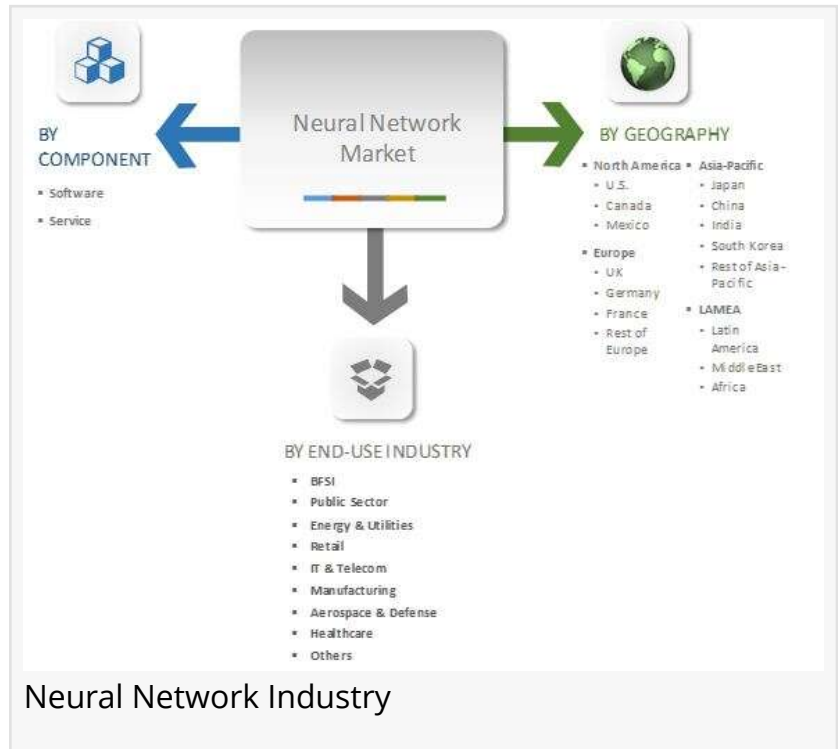 Neural Network
Market
BY
COMPONENT
▪ Software
▪ Service
BY GEOGRAPHY
▪ North America
• U.S.
• Canada
• Mexico
▪ Europe
• UK
• Germany
• France
• Rest of
Europe
▪ Asia-Pacific
• Japan
• China
• India
• South Korea
• Rest of Asia-
Pacific
▪ LAMEA
• Latin
America
• Middle East
• Africa
BY END-USE INDUSTRY
▪ BFSI
▪ Public Sector
▪ Energy & Utilities
▪ Retail
▪ IT & Telecom
▪ Manufacturing
▪ Aerospace & Defense
▪ Healthcare
▪ Others
Neural Network Industry